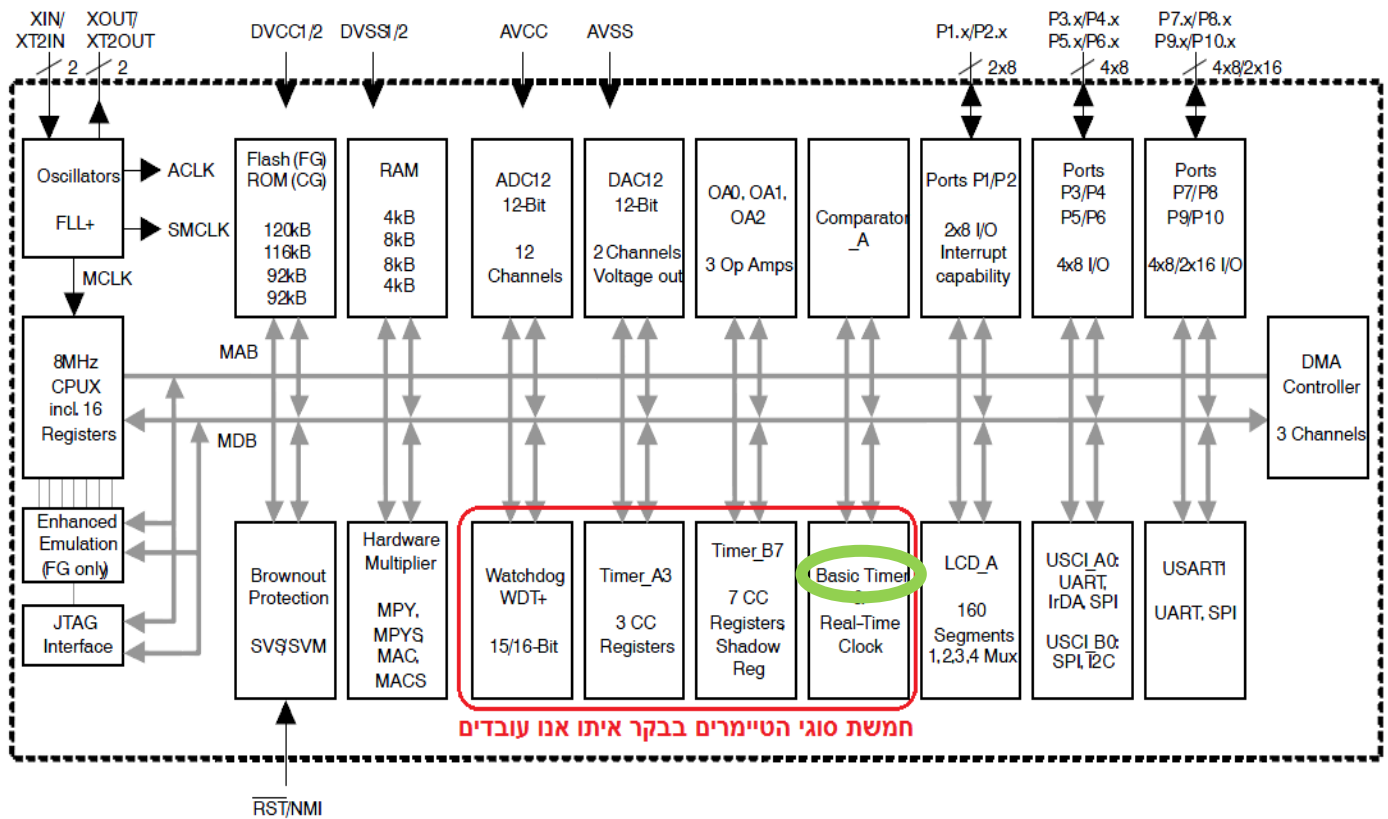 XIN/
XT2IN
XOUT/
XT2OUT
2
2
DVCC1/2
DVSS1/2
AVCC
AVSS
P1.x/P2.x
2x8
P3.x/P4.x
P5.x/P6.x
4x8
P7.x/P8.x
P9.x/P10.x
4x8/2x16
Oscillators
FLL+
ACLK
SMCLK
MCLK
Flash (FG)
ROM (CG)
120kB
116kB
92kB
92kB
RAM
4kB
8kB
8kB
4kB
ADC12
12-Bit
12
Channels
DAC12
12-Bit
2 Channels
Voltage out
OA0, OA1,
OA2
3 Op Amps
Comparator
_A
Ports P1/P2
2x8 I/O
Interrupt
capability
Ports
P3/P4
P5/P6
4x8 I/O
Ports
P7/P8
P9/P10
4x8/2x16 I/O
8MHz
CPUX
incl. 16
Registers
MAB
MDB
DMA
Controller
3 Channels
Enhanced
Emulation
(FG only)
JTAG
Interface
Brownout
Protection
SVS/SVM
Hardware
Multiplier
MPY,
MPYS,
MAC,
MACS
Watchdog
WDT+
15/16-Bit
Timer_A3
3 CC
Registers
Timer_B7
7 CC
Registers,
Shadow
Reg
Basic Timer
&
Real-Time
Clock
LCD_A
160
Segments
1,2,3,4 Mux
USCI_A0:
UART,
IrDA, SPI
USCI_B0:
SPI, I2C
USART1
UART, SPI
חמשת סוגי הטיימרים בבקר איתו אנו עובדים
RST/NMI